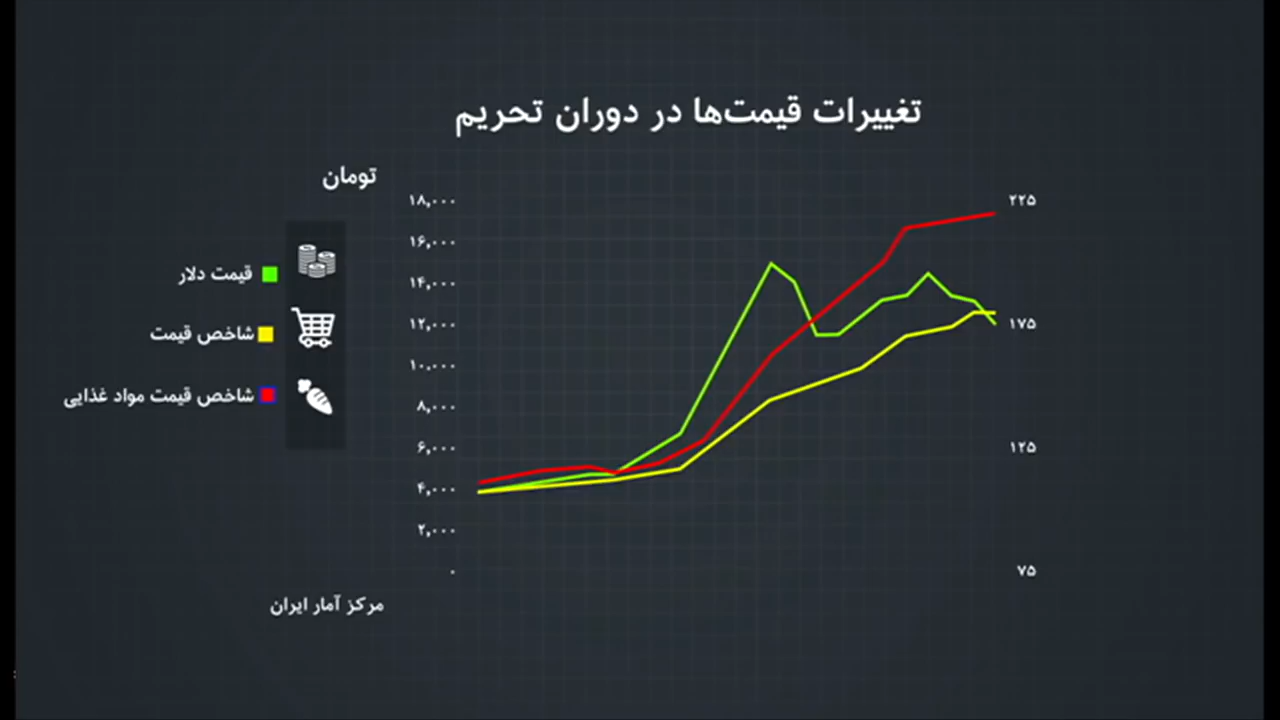 تغییرات قیمت‌ها در دوران تحریم
تومان
۱۸,۰۰۰
۱۶,۰۰۰
۱۴,۰۰۰
۱۲,۰۰۰
۱۰,۰۰۰
۸,۰۰۰
۶,۰۰۰
۴,۰۰۰
۲,۰۰۰
۰
۲۲۵
۱۷۵
۱۲۵
۷۵
قیمت دلار
شاخص قیمت
شاخص قیمت مواد غذایی
مرکز آمار ایران